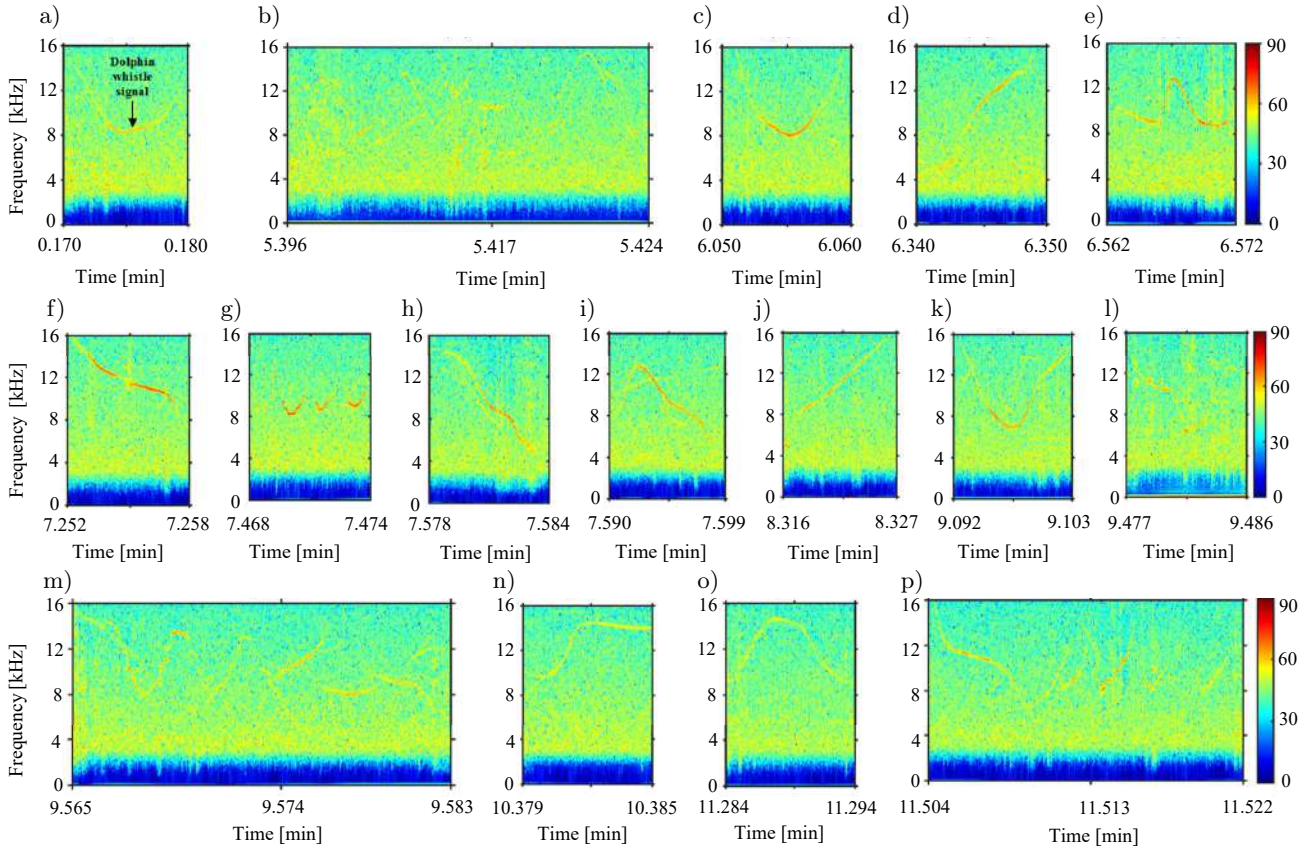 a) b) c) d) e)
16 16 16 16 16 90
Dolphin
whistle
signal
12 12 12 12 12
60
8 8 8 8 8
30
4 4 4 4 4
0 0 0 0 0 0
Frequency [kHz]
0.170 0.180 5.396 5.417 5.424 6.050 6.060 6.340 6.350 6.562 6.572
Time [min] Time [min] Time [min] Time [min] Time [min]
f) g) h) i) j) k) l)
16 16 16 16 16 16 16 90
12 12 12 12 12 12 12
60
8 8 8 8 8 8 8
30
4 4 4 4 4 4 4
0 0 0 0 0 0 0 0
Frequency [kHz]
7.252 7.258 7.468 7.474 7.578 7.584 7.590 7.599 8.316 8.327 9.092 9.103 9.477 9.486
Time [min] Time [min] Time [min] Time [min] Time [min] Time [min] Time [min]
m) n) o) p)
16 16 16 16 90
12 12 12 12
60
8 8 8 8
30
4 4 4 4
0 0 0 0 0
Frequency [kHz]
9.565 9.574 9.583 10.379 10.385 11.284 11.294 11.504 11.513 11.522
Time [min] Time [min] Time [min] Time [min]